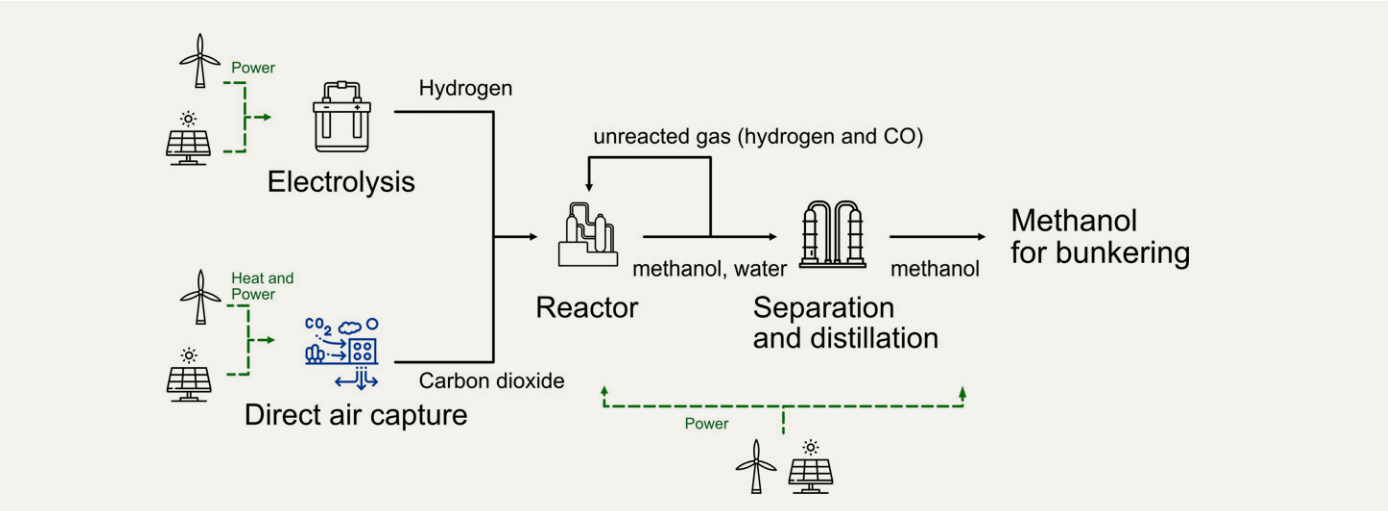 Power
Hydrogen
Electrolysis
unreacted gas (hydrogen and CO)
Heat and
Power
CO2
Carbon dioxide
Direct air capture
Reactor
methanol, water
Separation
and distillation
methanol
Methanol
for bunkering
Power